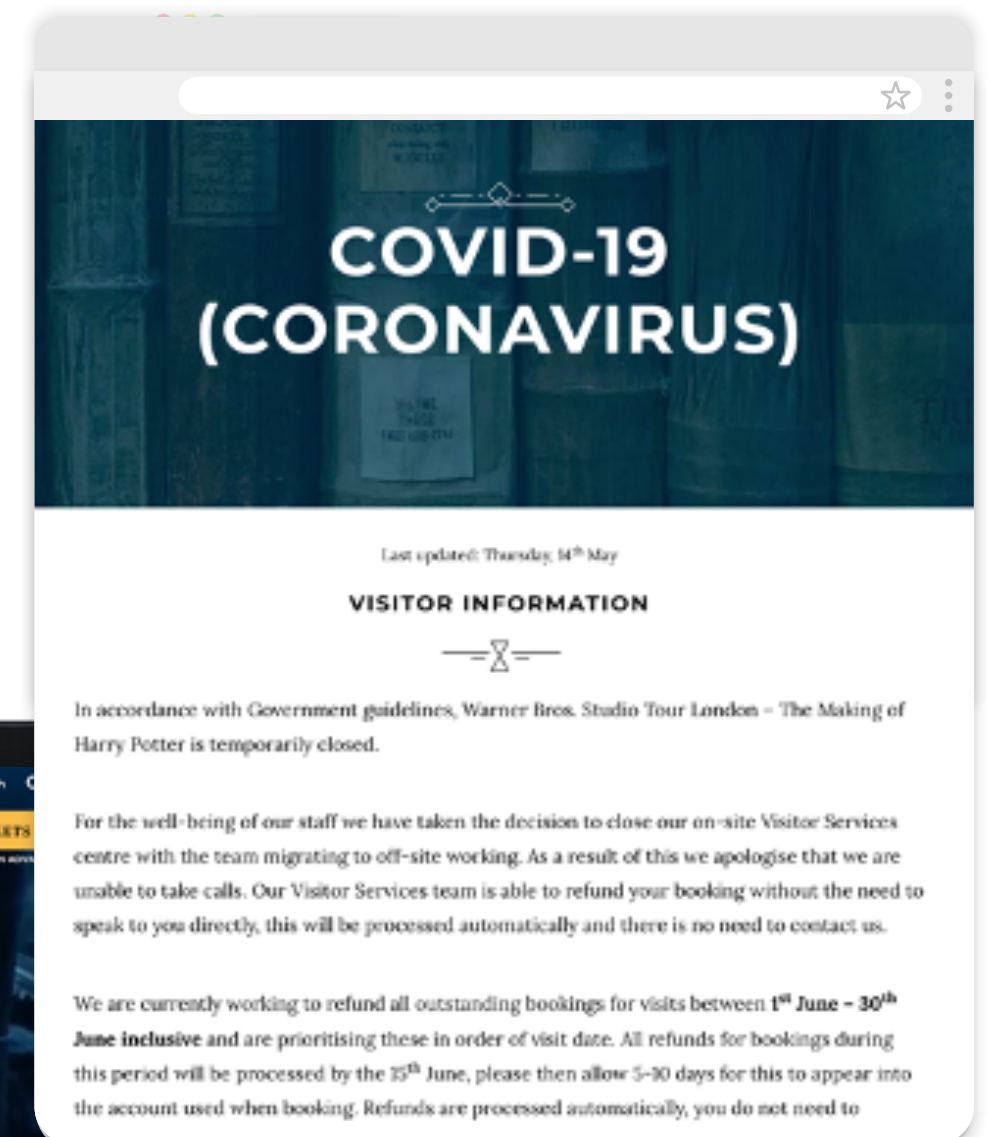 COVID-19
(CORONAVIRUS)
Last updated: Thursday, 14th May
VISITOR INFORMATION
In accordance with Government guidelines, Warner Bros. Studio Tour London – The Making of
Harry Potter is temporarily closed.
For the well-being of our staff we have taken the decision to close our on-site Visitor Services
centre with the team migrating to off-site working. As a result of this we apologise that we are
unable to take calls. Our Visitor Services team is able to refund your booking without the need to
speak to you directly, this will be processed automatically and there is no need to contact us.
We are currently working to refund all outstanding bookings for visits between 1st June – 30th
June inclusive and are prioritising these in order of visit date. All refunds for bookings during
this period will be processed by the 15th June, please then allow 5-10 days for this to appear into
the account used when booking. Refunds are processed automatically, you do not need to